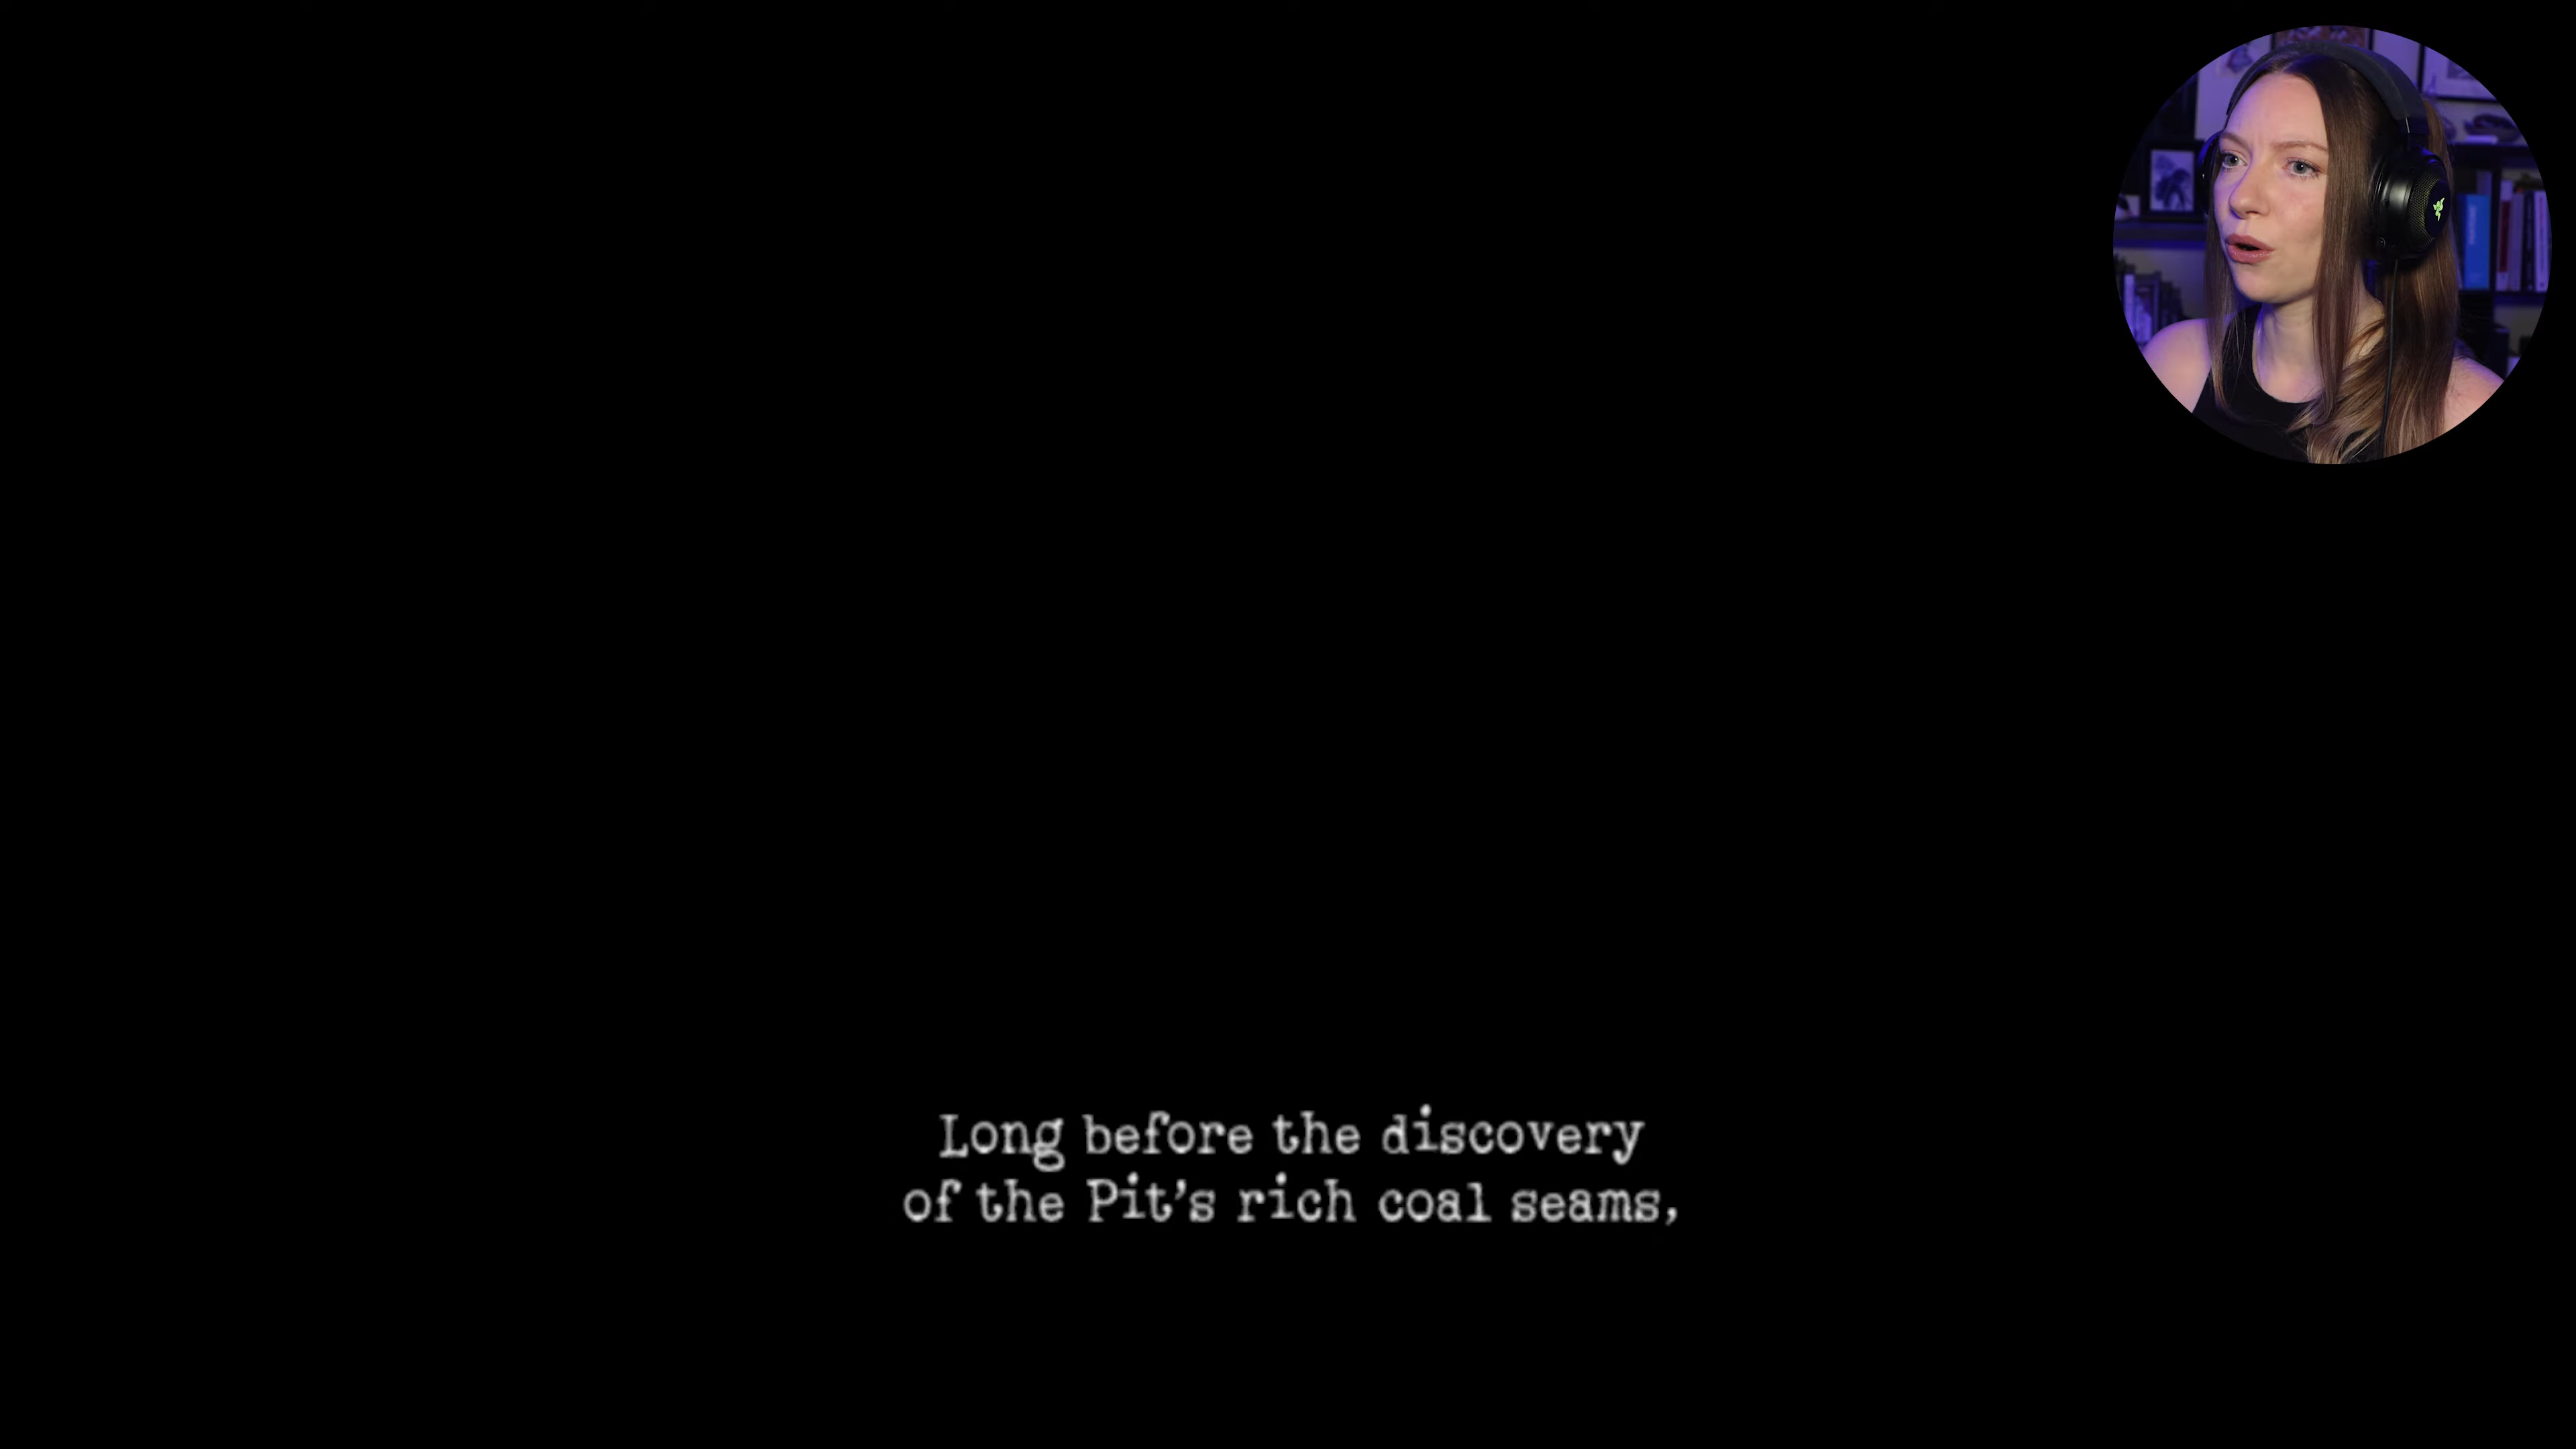 Long before the discovery
of the Pit's rich coal seams,